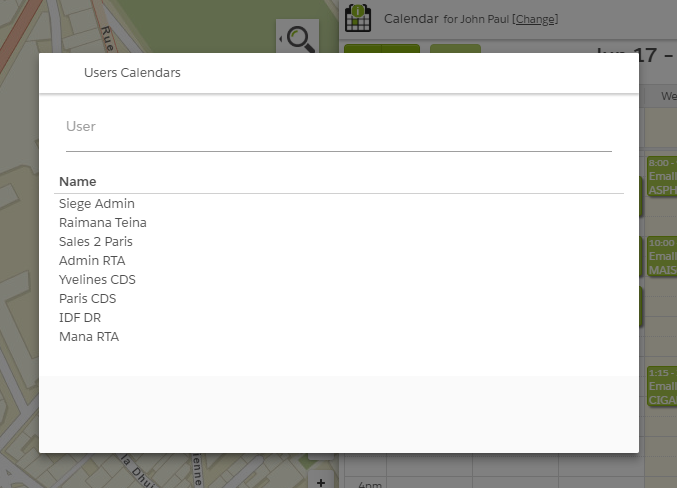 Rue
Calendar for John Paul [Change]
17 –
Users Calendars
We
User
Name
Siege Admin
Raimana Teina
Sales 2 Paris
Admin RTA
Yvelines CDS
Paris CDS
IDF DR
Mana RTA
8:00 -
Email
ASPH
10:00
Email
MAIS
1:15 -
Email
CIGA
4pm
+